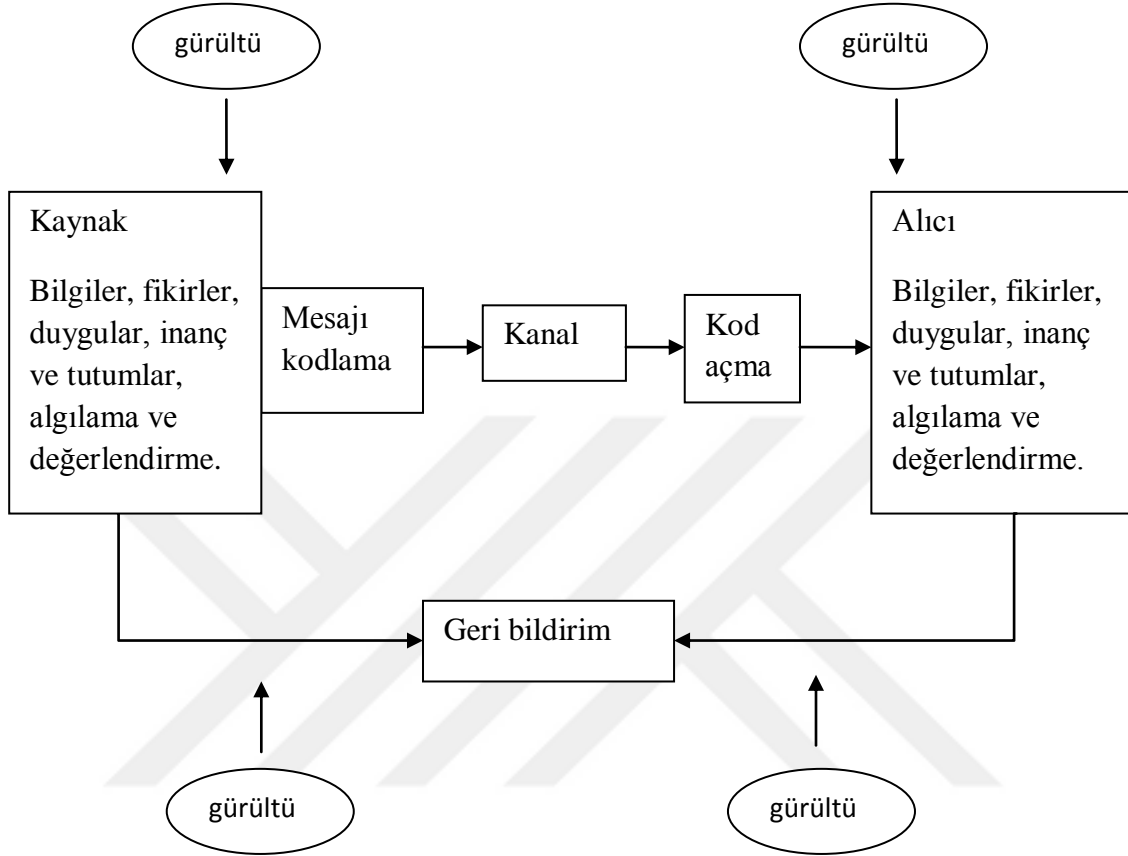 gürültü
gürültü
Kaynak
Bilgiler, fikirler,
duygular, inanç
ve tutumlar,
algılama ve
değerlendirme.
Mesajı
kodlama
Kanal
Kod
açma
Alıcı
Bilgiler, fikirler,
duygular, inanç
ve tutumlar,
algılama ve
değerlendirme.
Geri bildirim
gürültü
gürültü